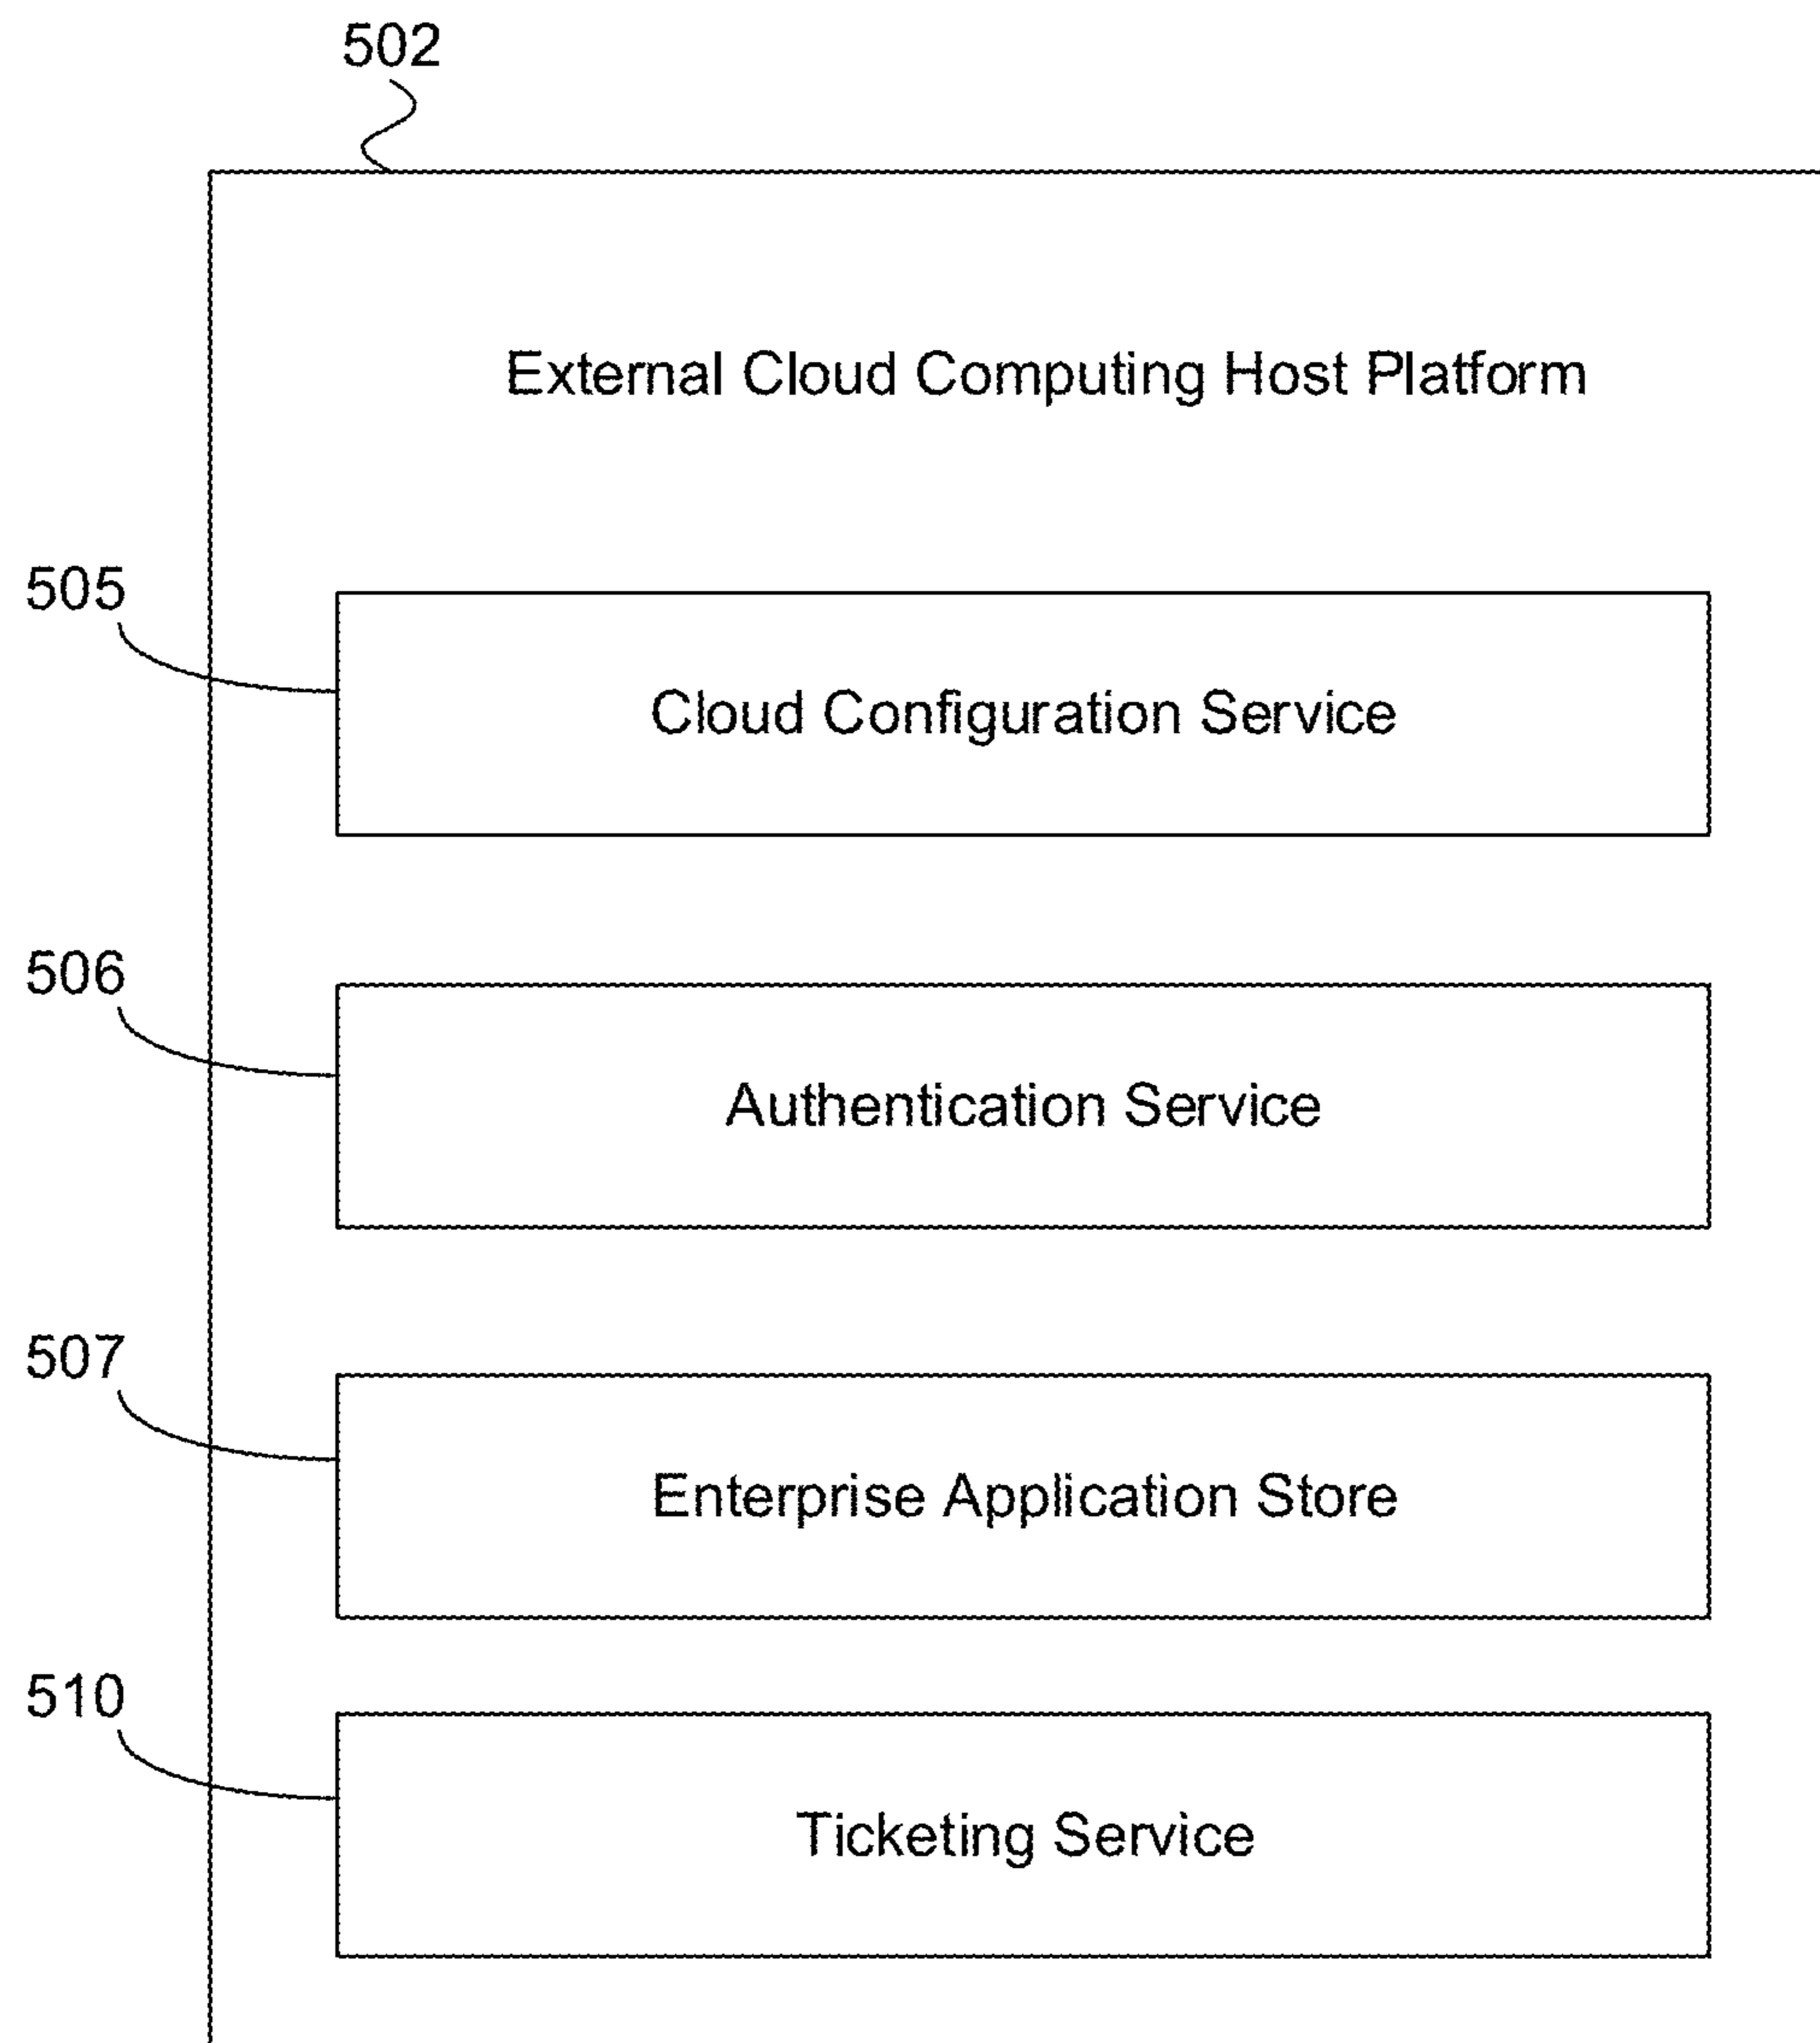 502
External Cloud Computing Host Platform
505
Cloud Configuration Service
506
Authentication Service
507
Enterprise Application Store
510
Ticketing Service